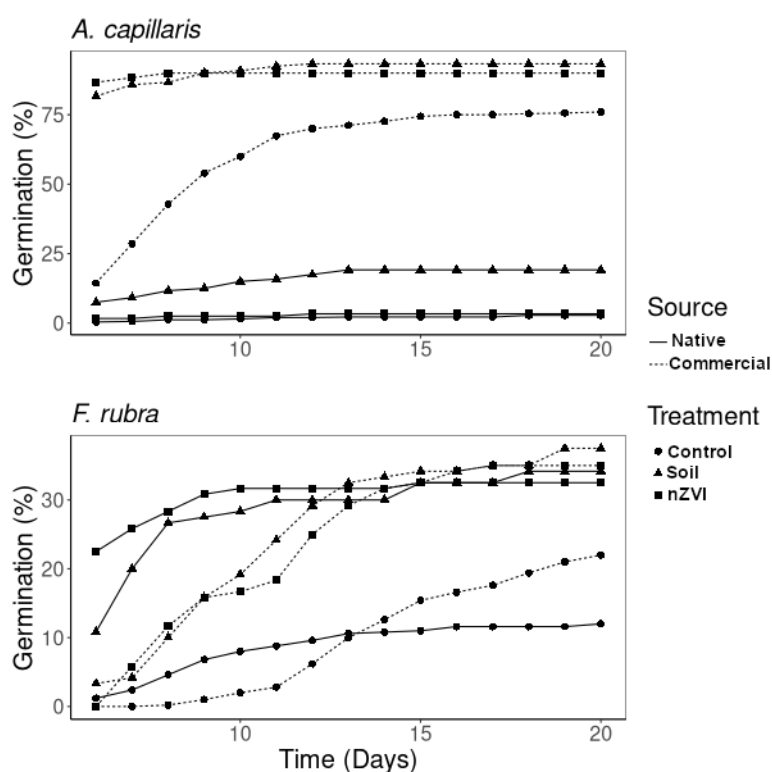 A. capillaris
Germination (%)
75
50
25
0
10
15
20
F. rubra
Germination (%)
30
20
10
0
10
15
20
Time (Days)
Source
Native
Commercial
Treatment
Control
Soil
nZVI